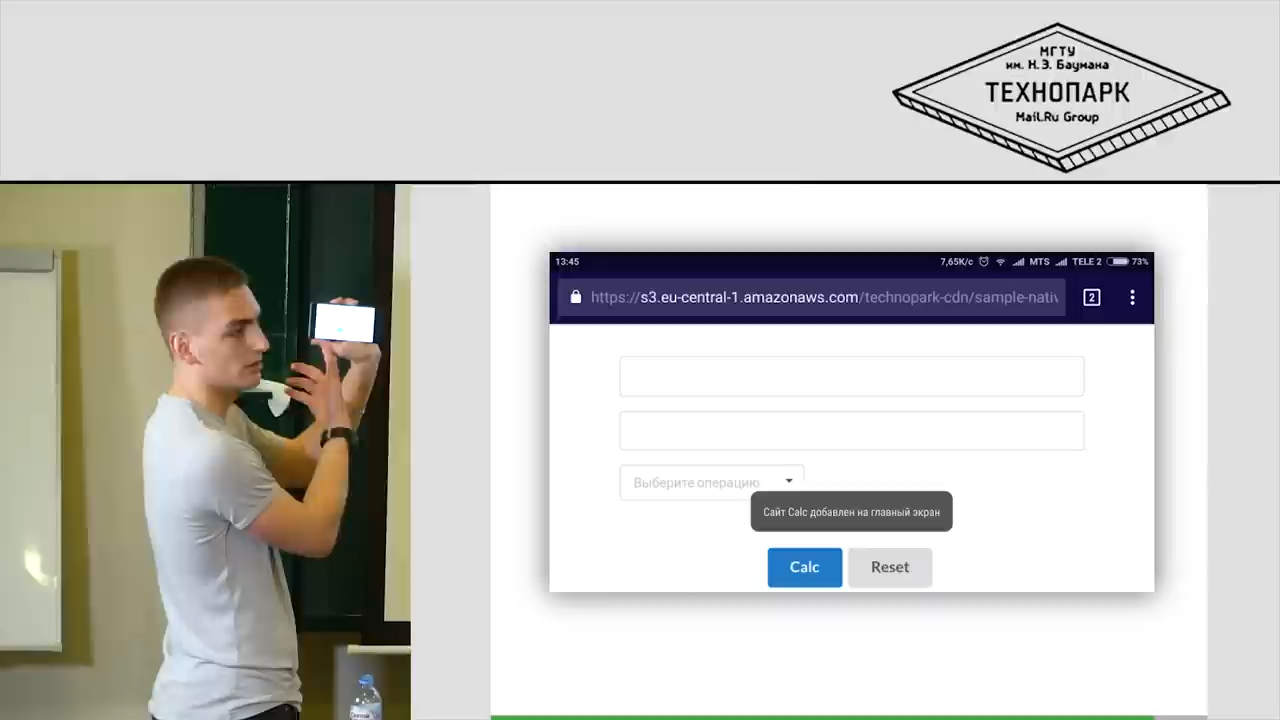 МГТУ
им. Н.Э. Баумана
ТЕХНОПАРК
Mail.Ru Group
13:45
7,65K/c MTS TELE 2 73%
https://s3.eu-central-1.amazonaws.com/technopark-cdn/sample-nativ
2
Выберите операцию
Сайт Calc добавлен на главный экран
Calc
Reset